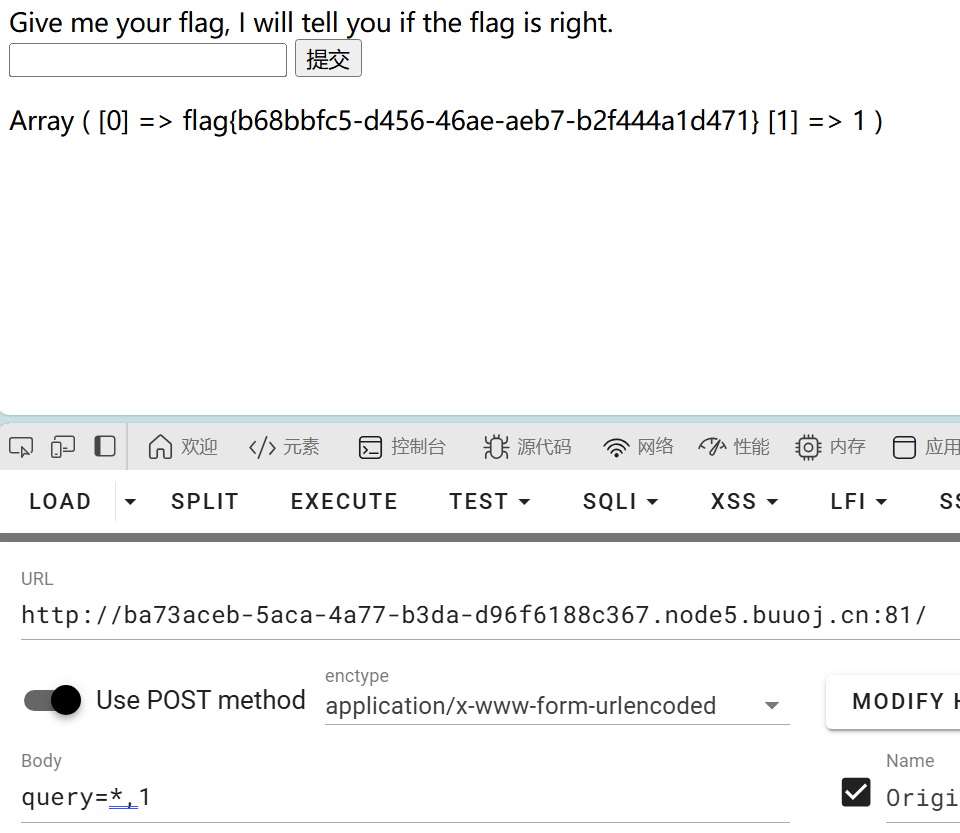 Give me your flag, I will tell you if the flag is right.
提交
Array ( [0] => flag{b68bbfc5-d456-46ae-aeb7-b2f444a1d471} [1] => 1 )
欢迎 元素 控制台 源代码 网络 性能 内存 应用
LOAD SPLIT EXECUTE TEST SQLI XSS LFI SS
URL
http://ba73aceb-5aca-4a77-b3da-d96f6188c367.node5.buuoj.cn:81/
enctype
Use POST method application/x-www-form-urlencoded MODIFY H
Body Name
query=*,1 Origi